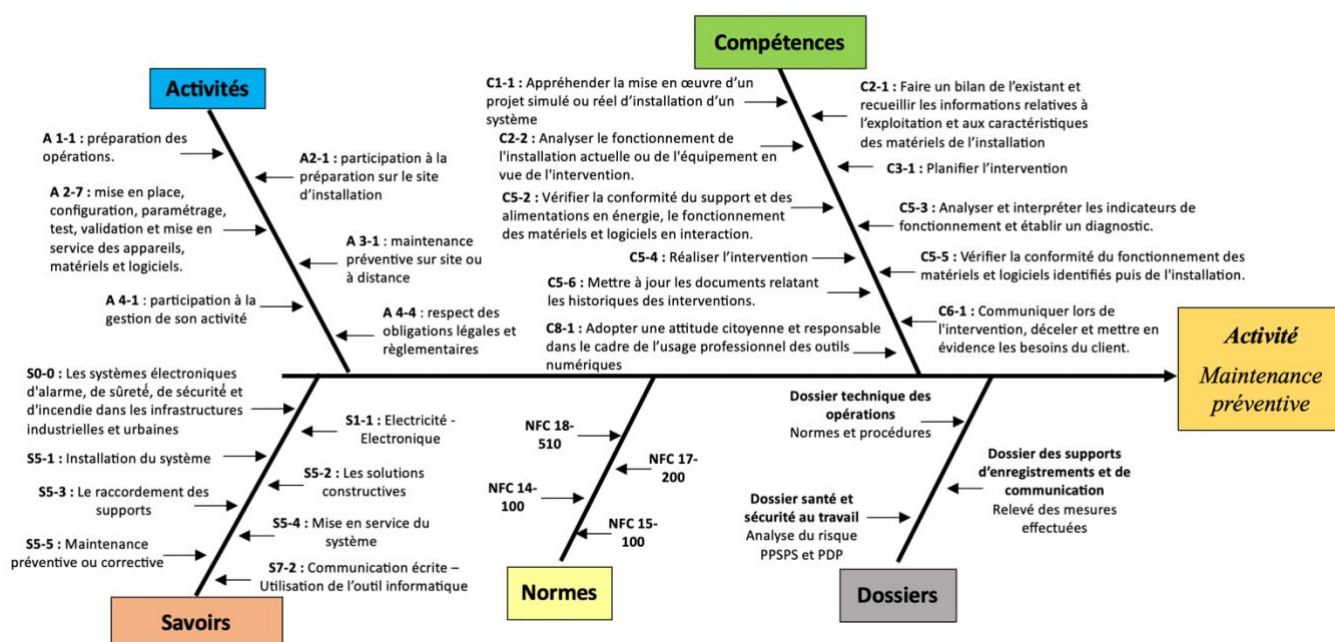 Activités
A 1-1 : préparation des
opérations.
A2-1 : participation à la
préparation sur le site
d’installation
A 2-7 : mise en place,
configuration, paramétrage,
test, validation et mise en
service des appareils,
matériels et logiciels.
A 3-1 : maintenance
préventive sur site ou
à distance
A 4-1 : participation à la
gestion de son activité
A 4-4 : respect des
obligations légales et
règlementaires
Compétences
C1-1 : Appréhender la mise en œuvre d’un
projet simulé ou réel d’installation d’un
système
C2-1 : Faire un bilan de l’existant et
recueillir les informations relatives à
l’exploitation et aux caractéristiques
des matériels de l’installation
C2-2 : Analyser le fonctionnement de
l'installation actuelle ou de l'équipement en
vue de l'intervention.
C3-1 : Planifier l’intervention
C5-2 : Vérifier la conformité du support et des
alimentations en énergie, le fonctionnement
des matériels et logiciels en interaction.
C5-3 : Analyser et interpréter les indicateurs de
fonctionnement et établir un diagnostic.
C5-4 : Réaliser l’intervention
C5-5 : Vérifier la conformité du fonctionnement des
matériels et logiciels identifiés puis de l'installation.
C5-6 : Mettre à jour les documents relatant
les historiques des interventions.
C6-1 : Communiquer lors de
l'intervention, déceler et mettre en
évidence les besoins du client.
C8-1 : Adopter une attitude citoyenne et responsable
dans le cadre de l’usage professionnel des outils
numériques
Activité
Maintenance
préventive
S0-0 : Les systèmes électroniques
d'alarme, de sûreté, de sécurité et
d'incendie dans les infrastructures
industrielles et urbaines
S1-1 : Electricité -
Electronique
S5-1 : Installation du système
S5-2 : Les solutions
constructives
S5-3 : Le raccordement des
supports
S5-4 : Mise en service du
système
S5-5 : Maintenance
préventive ou corrective
S7-2 : Communication écrite –
Utilisation de l’outil informatique
Savoirs
NFC 18-
510
NFC 17-
200
NFC 14-
100
NFC 15-
100
Normes
Dossier technique des
opérations
Normes et procédures
Dossier des supports
d’enregistrements et de
communication
Relevé des mesures
effectuées
Dossier santé et
sécurité au travail
Analyse du risque
PPSPS et PDP
Dossiers